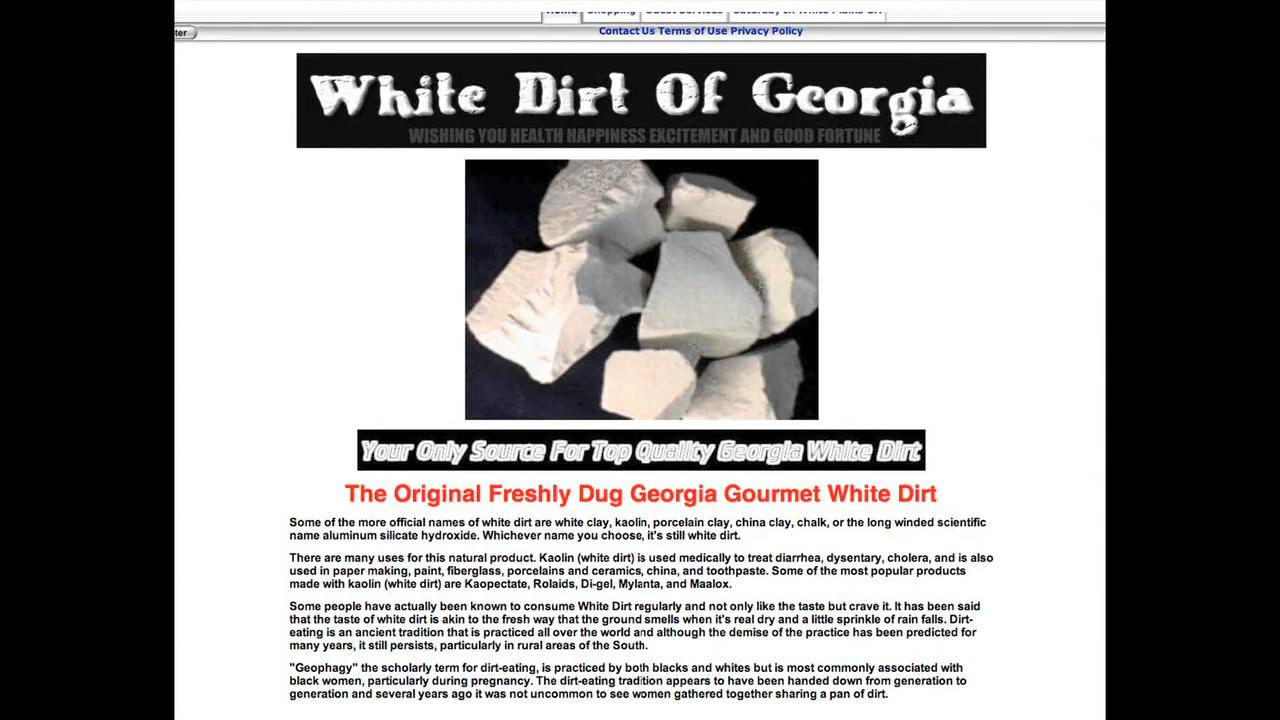 Contact Us Terms of Use Privacy Policy
White Dirt Of Georgia
WISHING YOU HEALTH HAPPINESS EXCITEMENT AND GOOD FORTUNE
Your Only Source For Top Quality Georgia White Dirt
The Original Freshly Dug Georgia Gourmet White Dirt
Some of the more official names of white dirt are white clay, kaolin, porcelain clay, china clay, chalk, or the long winded scientific
name aluminum silicate hydroxide. Whichever name you choose, it's still white dirt.
There are many uses for this natural product. Kaolin (white dirt) is used medically to treat diarrhea, dysentary, cholera, and is also
used in paper making, paint, fiberglass, porcelains and ceramics, china, and toothpaste. Some of the most popular products
made with kaolin (white dirt) are Kaopectate, Rolaids, Di-gel, Mylanta, and Maalox.
Some people have actually been known to consume White Dirt regularly and not only like the taste but crave it. It has been said
that the taste of white dirt is akin to the fresh way that the ground smells when it's real dry and a little sprinkle of rain falls. Dirt-
eating is an ancient tradition that is practiced all over the world and although the demise of the practice has been predicted for
many years, it still persists, particularly in rural areas of the South.
"Geophagy" the scholarly term for dirt-eating, is practiced by both blacks and whites but is most commonly associated with
black women, particularly during pregnancy. The dirt-eating tradition appears to have been handed down from generation to
generation and several years ago it was not uncommon to see women gathered together sharing a pan of dirt.